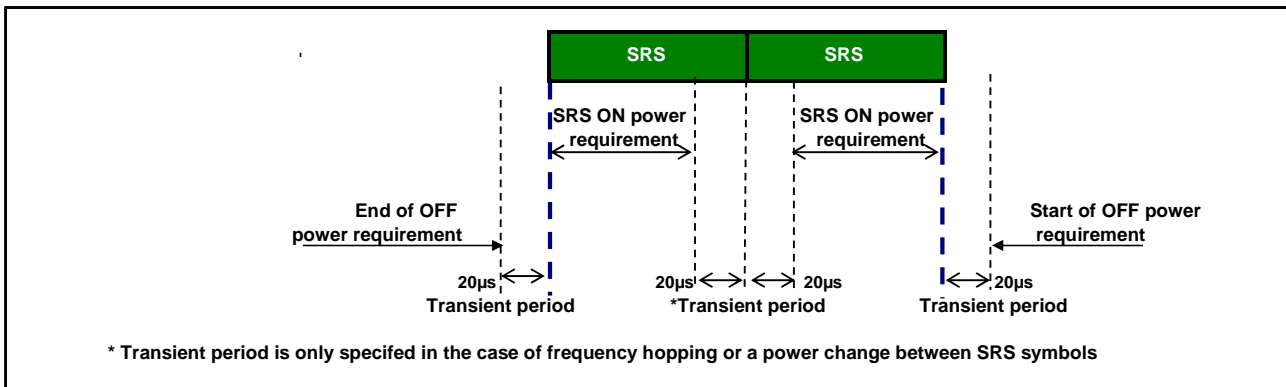 SRS SRS
SRS ON power
requirement
SRS ON power
requirement
End of OFF
power requirement
Start of OFF power
requirement
20µs 20µs 20µs 20µs
Transient period *Transient period Transient period
* Transient period is only specifed in the case of frequency hopping or a power change between SRS symbols